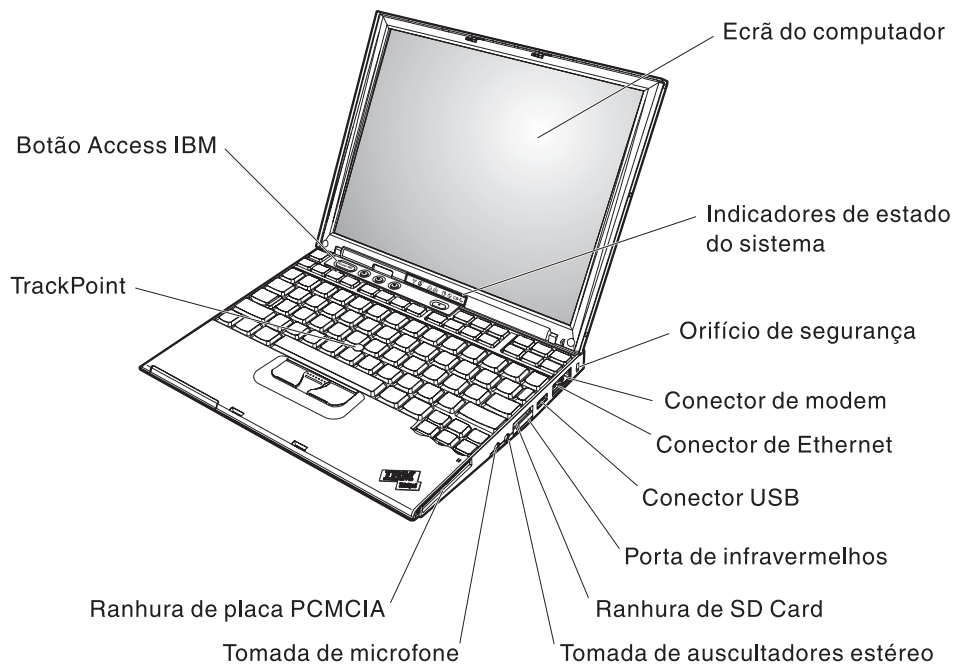 Ecrã do computador
Botão Access IBM
Indicadores de estado
do sistema
TrackPoint
Orifício de segurança
Conector de modem
Conector de Ethernet
Conector USB
Porta de infravermelhos
Ranhura de placa PCMCIA
Ranhura de SD Card
Tomada de microfone
Tomada de auscultadores estéreo
IBM